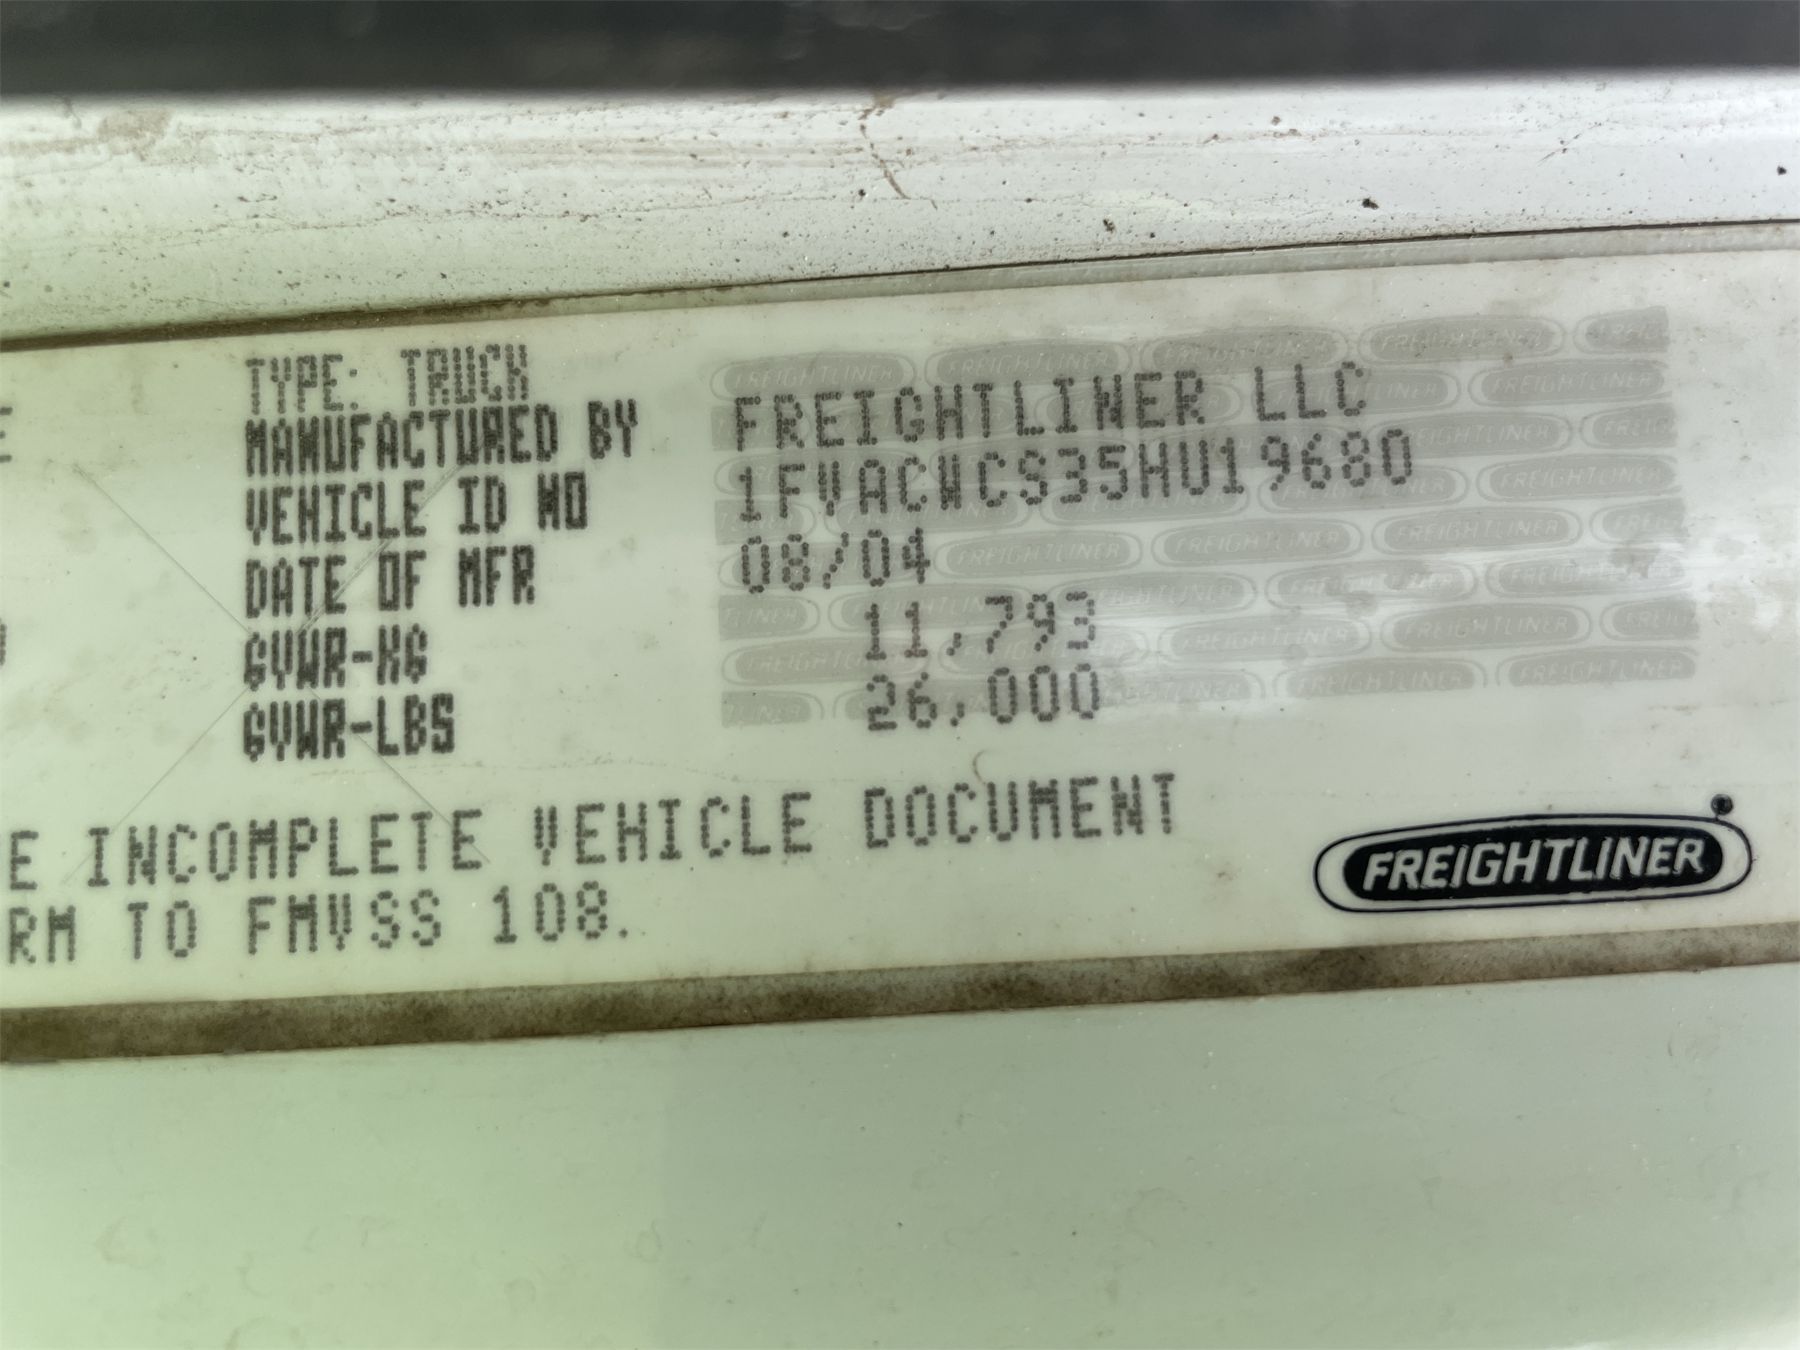 TYPE: TRUCK
MANUFACTURED BY FREIGHTLINER LLC
VEHICLE ID NO 1FVACWCS35HU19680
DATE OF MFR 08/04
GVWR-KG 11,793
GVWR-LBS 26,000
E INCOMPLETE VEHICLE DOCUMENT
RM TO FMVSS 108.
FREIGHTLINER